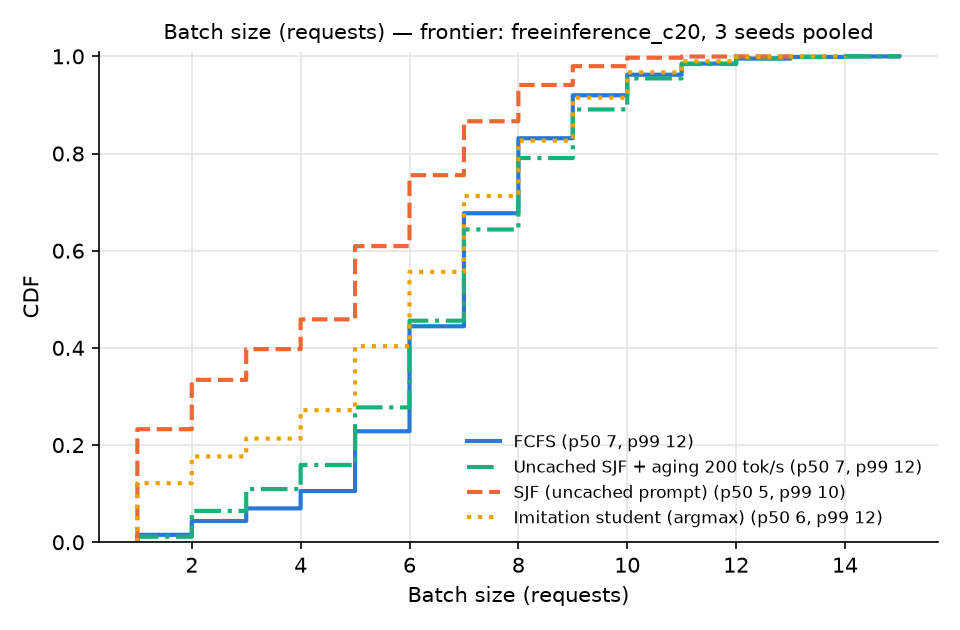 Batch size (requests) — frontier: freeinference_c20, 3 seeds pooled
1.0
0.8
0.6
0.4
0.2
0.0
CDF
FCFS (p50 7, p99 12)
Uncached SJF + aging 200 tok/s (p50 7, p99 12)
SJF (uncached prompt) (p50 5, p99 10)
Imitation student (argmax) (p50 6, p99 12)
2 4 6 8 10 12 14
Batch size (requests)